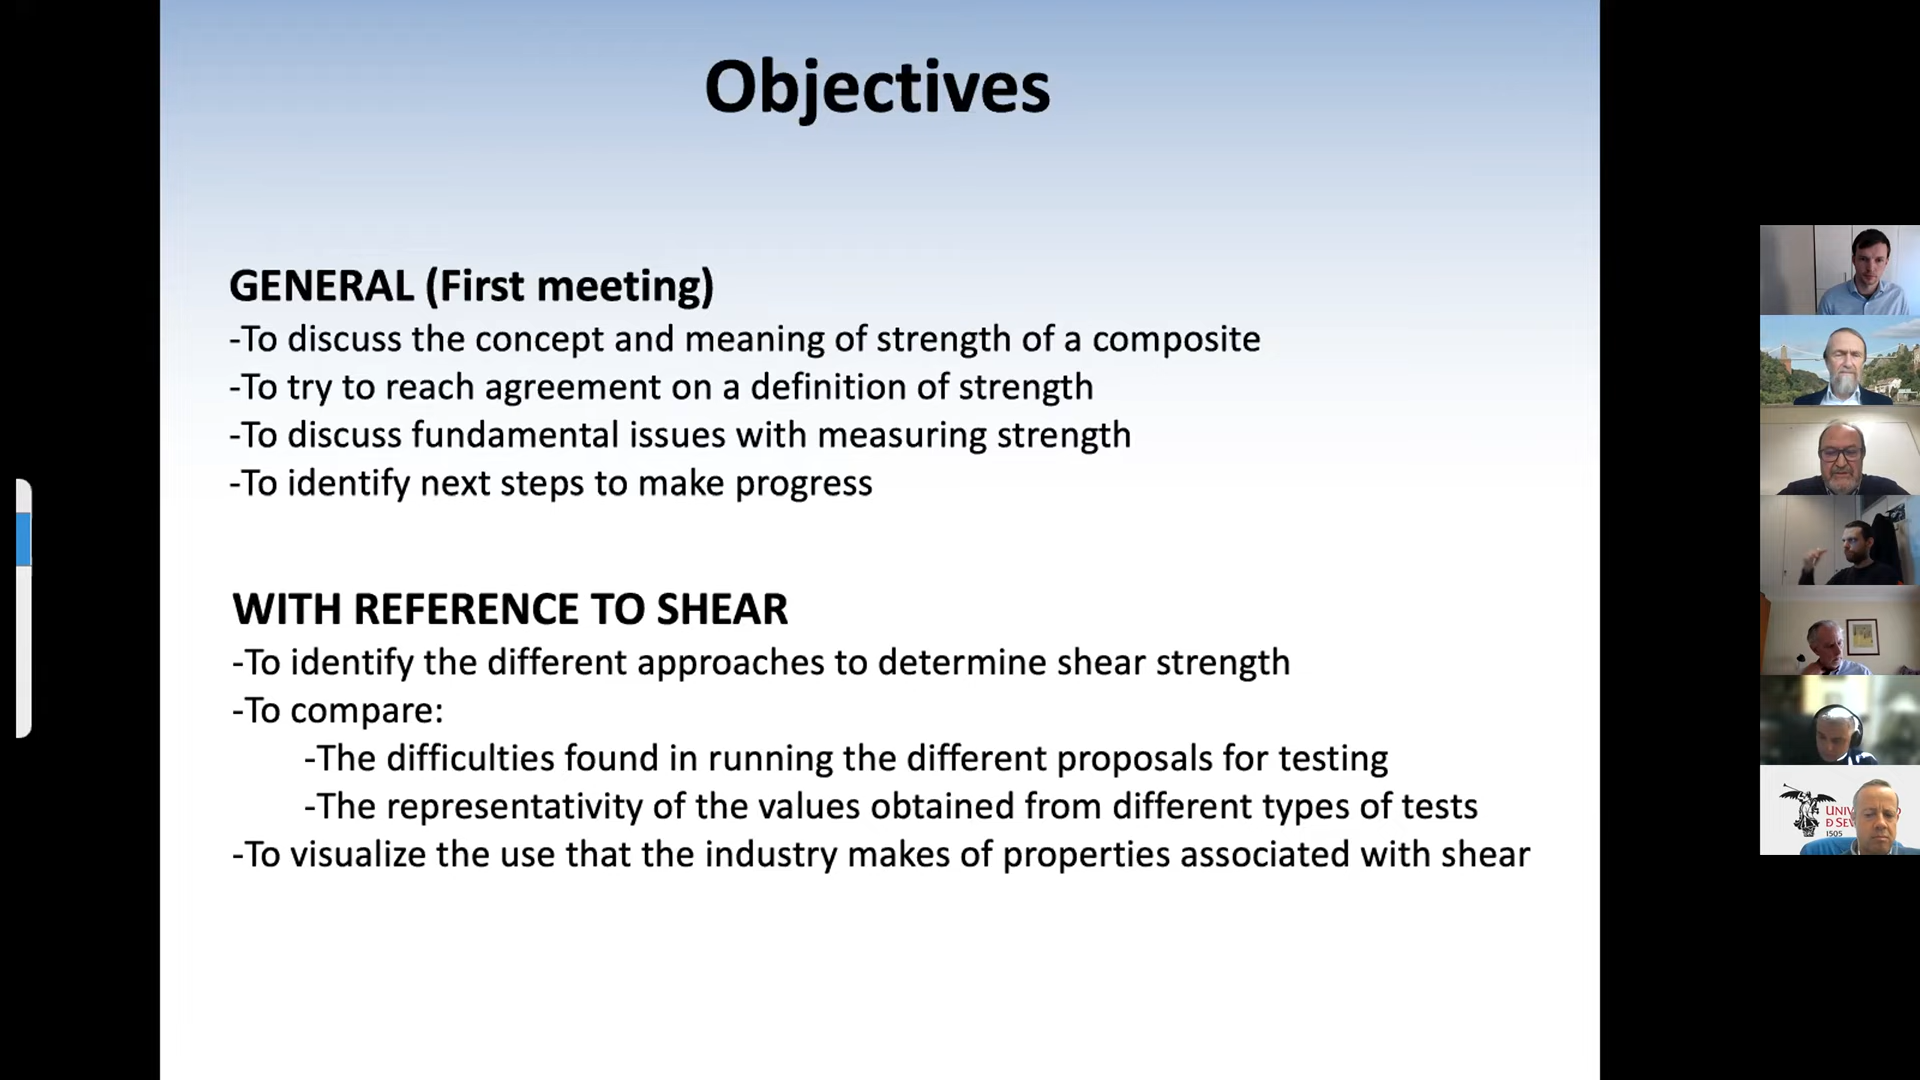 Objectives
GENERAL (First meeting)
-To discuss the concept and meaning of strength of a composite
-To try to reach agreement on a definition of strength
-To discuss fundamental issues with measuring strength
-To identify next steps to make progress
WITH REFERENCE TO SHEAR
-To identify the different approaches to determine shear strength
-To compare:
-The difficulties found in running the different proposals for testing
-The representativity of the values obtained from different types of tests
-To visualize the use that the industry makes of properties associated with shear
UNIV
D SEV
1505